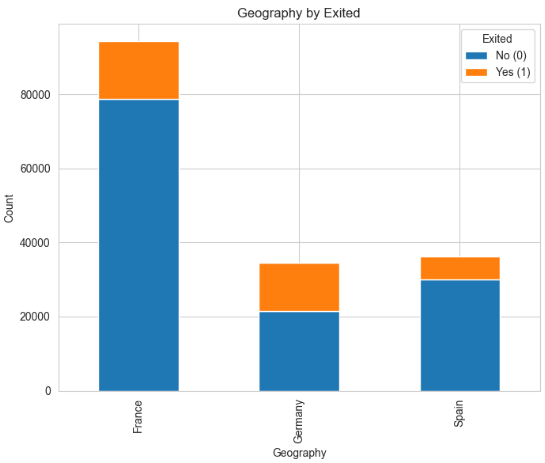 Geography by Exited
Exited
No (0)
Yes (1)
80000
60000
40000
20000
0
Count
France
Germany
Spain
Geography